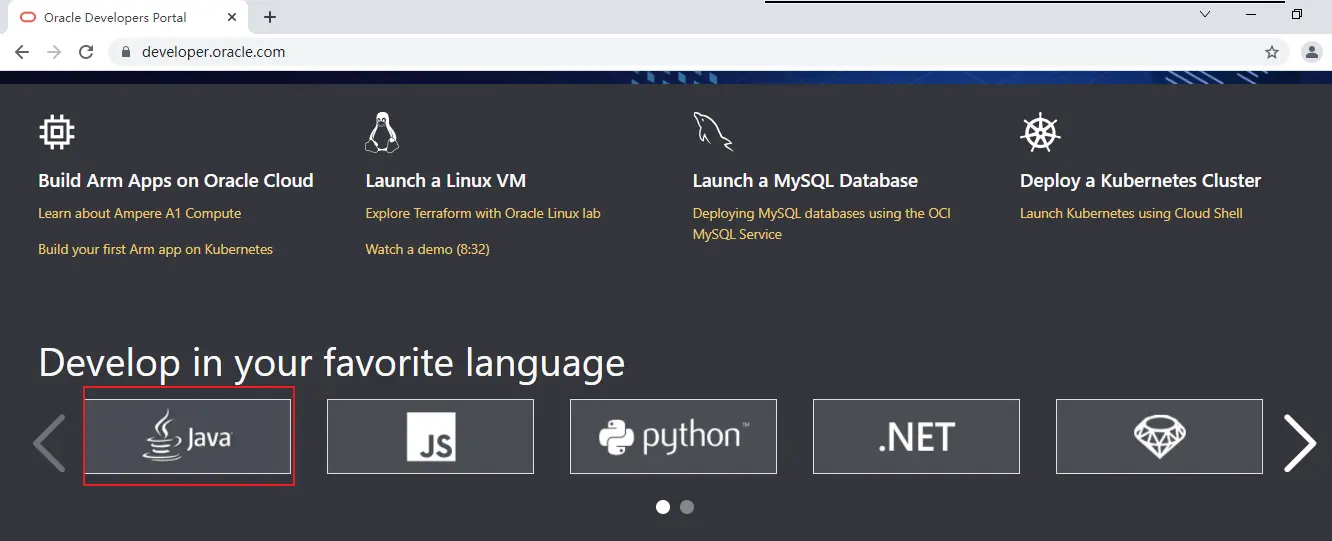 Oracle Developers Portal
developer.oracle.com
Build Arm Apps on Oracle Cloud
Learn about Ampere A1 Compute
Build your first Arm app on Kubernetes
Launch a Linux VM
Explore Terraform with Oracle Linux lab
Watch a demo (8:32)
Launch a MySQL Database
Deploying MySQL databases using the OCI
MySQL Service
Deploy a Kubernetes Cluster
Launch Kubernetes using Cloud Shell
Develop in your favorite language
Java
JS
python™
.NET